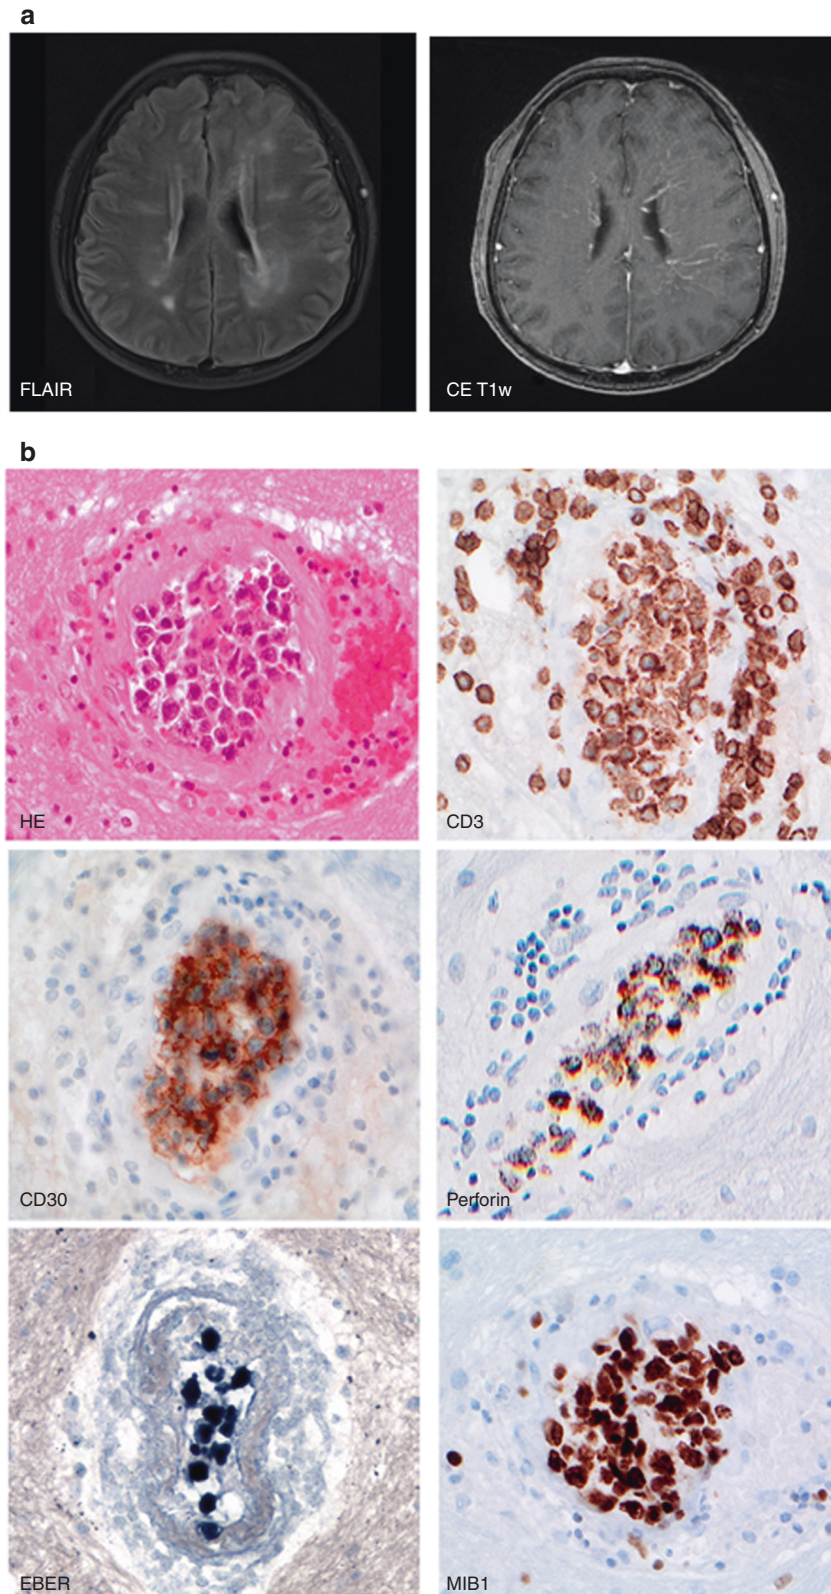 a
FLAIR
CE T1w
b
HE
CD3
CD30
Perforin
EBER
MIB1